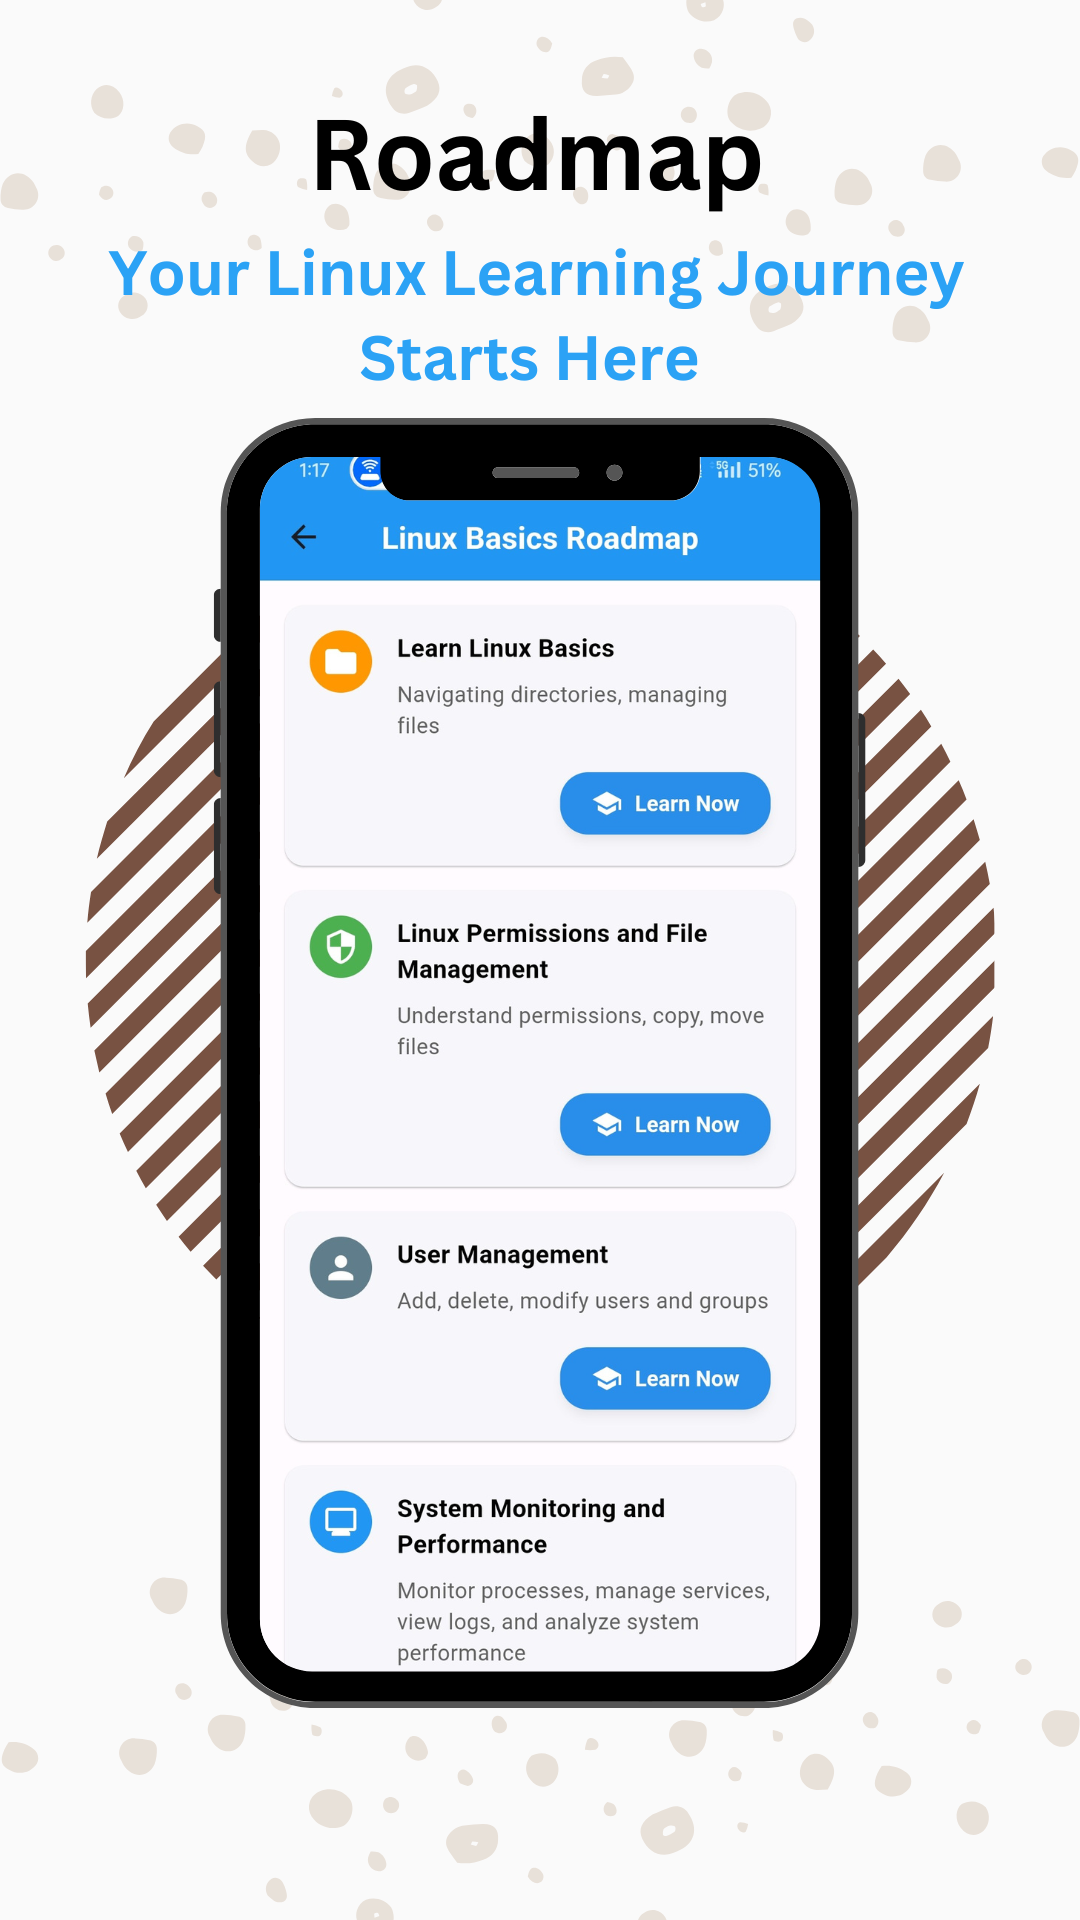 Roadmap
Your Linux Learning Journey
Starts Here
1:17
5G 51%
Linux Basics Roadmap
Learn Linux Basics
Navigating directories, managing
files
Learn Now
Linux Permissions and File
Management
Understand permissions, copy, move
files
Learn Now
User Management
Add, delete, modify users and groups
Learn Now
System Monitoring and
Performance
Monitor processes, manage services,
view logs, and analyze system
performance